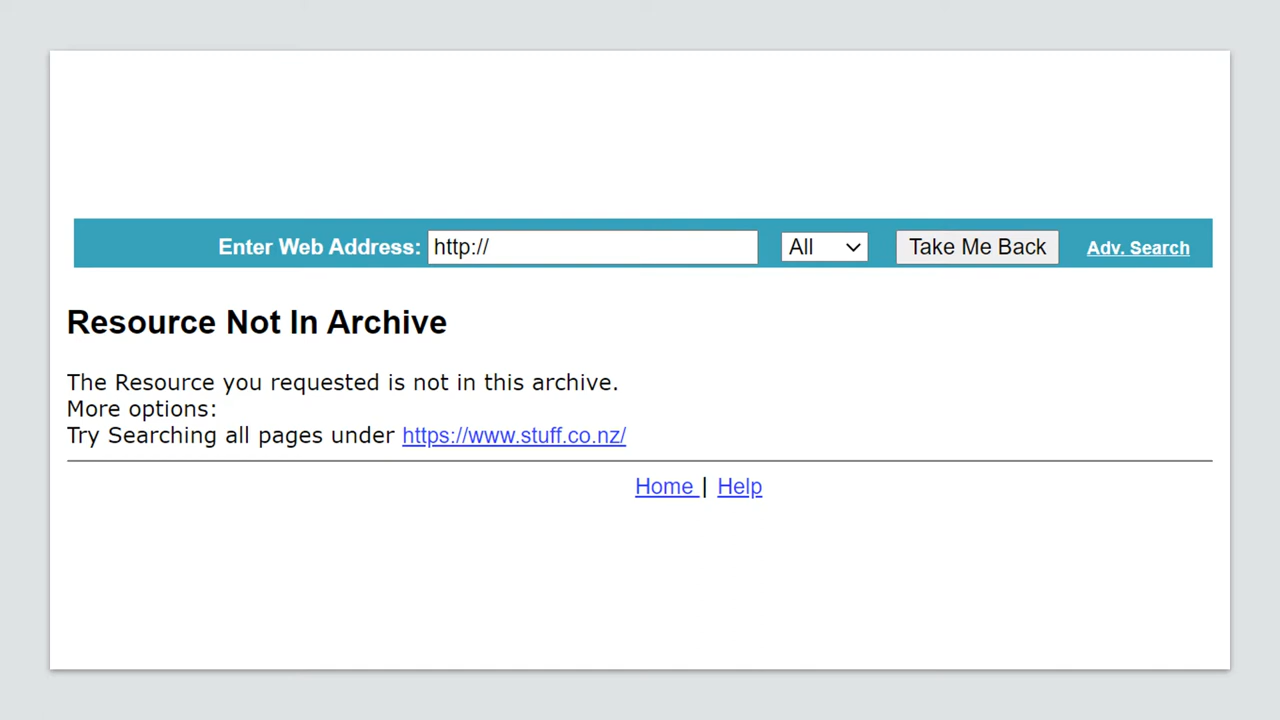 Enter Web Address: http:// All Take Me Back Adv. Search
Resource Not In Archive
The Resource you requested is not in this archive.
More options:
Try Searching all pages under https://www.stuff.co.nz/
Home | Help